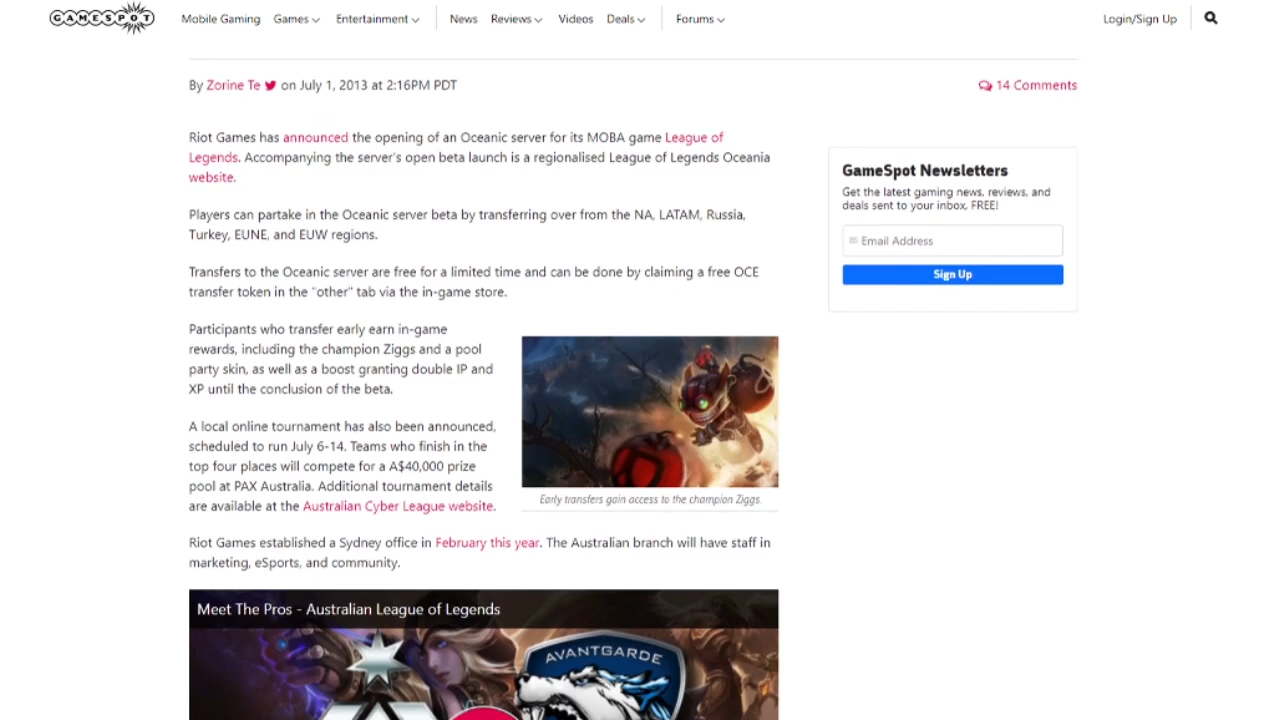 GAMESPOT
Mobile Gaming Games Entertainment News Reviews Videos Deals Forums Login/Sign Up
By Zorine Te on July 1, 2013 at 2:16PM PDT
14 Comments
Riot Games has announced the opening of an Oceanic server for its MOBA game League of
Legends. Accompanying the server's open beta launch is a regionalised League of Legends Oceania
website.
Players can partake in the Oceanic server beta by transferring over from the NA, LATAM, Russia,
Turkey, EUNE, and EUW regions.
Transfers to the Oceanic server are free for a limited time and can be done by claiming a free OCE
transfer token in the "other" tab via the in-game store.
Participants who transfer early earn in-game
rewards, including the champion Ziggs and a pool
party skin, as well as a boost granting double IP and
XP until the conclusion of the beta.
A local online tournament has also been announced,
scheduled to run July 6-14. Teams who finish in the
top four places will compete for a A$40,000 prize
pool at PAX Australia. Additional tournament details
are available at the Australian Cyber League website.
Early transfers gain access to the champion Ziggs.
Riot Games established a Sydney office in February this year. The Australian branch will have staff in
marketing, eSports, and community.
Meet The Pros - Australian League of Legends
AVANTGARDE
GameSpot Newsletters
Get the latest gaming news, reviews, and
deals sent to your inbox, FREE!
Email Address
Sign Up